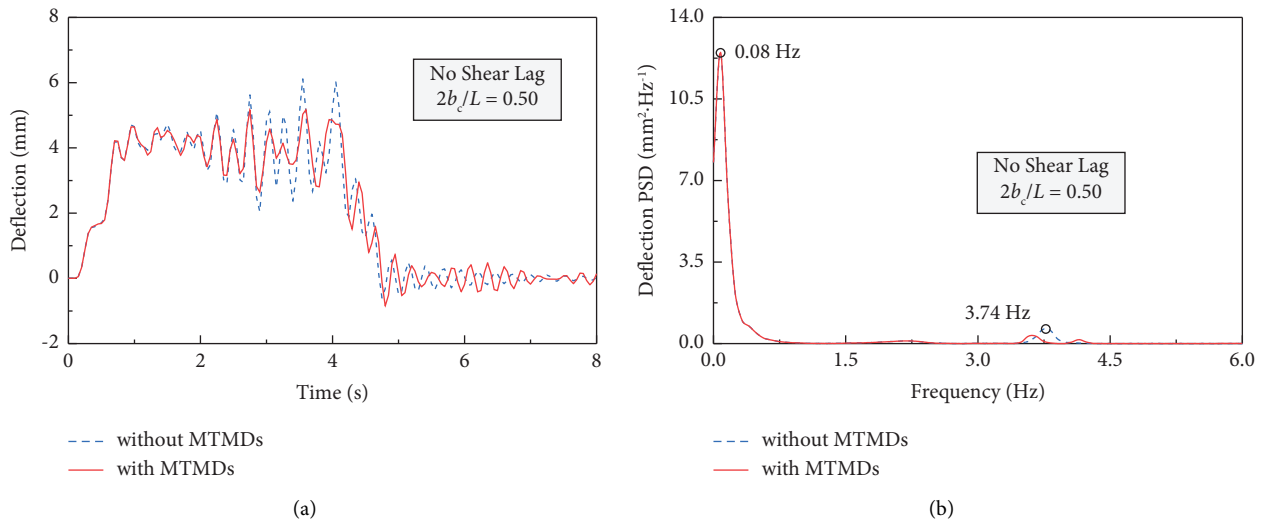 8
6
4
2
0
-2
Deflection (mm)
No Shear Lag
2b_c/L = 0.50
0 2 4 6 8
Time (s)
without MTMDs
with MTMDs
(a)
14.0
10.5
7.0
3.5
0.0
Deflection PSD (mm²·Hz⁻¹)
0.08 Hz
No Shear Lag
2b_c/L = 0.50
3.74 Hz
0.0 1.5 3.0 4.5 6.0
Frequency (Hz)
without MTMDs
with MTMDs
(b)